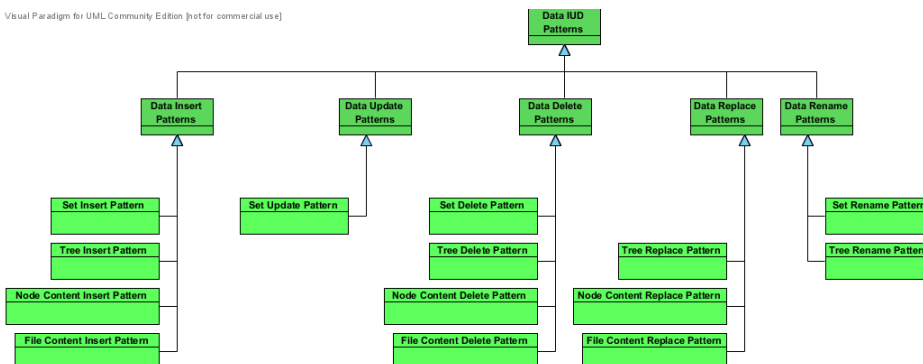 Visual Paradigm for UML Community Edition [not for commercial use]
Data IUD
Patterns
Data Insert
Patterns
Data Update
Patterns
Data Delete
Patterns
Data Replace
Patterns
Data Rename
Patterns
Set Insert Pattern
Set Update Pattern
Set Delete Pattern
Set Rename Pattern
Tree Insert Pattern
Tree Delete Pattern
Tree Replace Pattern
Tree Rename Pattern
Node Content Insert Pattern
Node Content Delete Pattern
Node Content Replace Pattern
File Content Insert Pattern
File Content Delete Pattern
File Content Replace Pattern